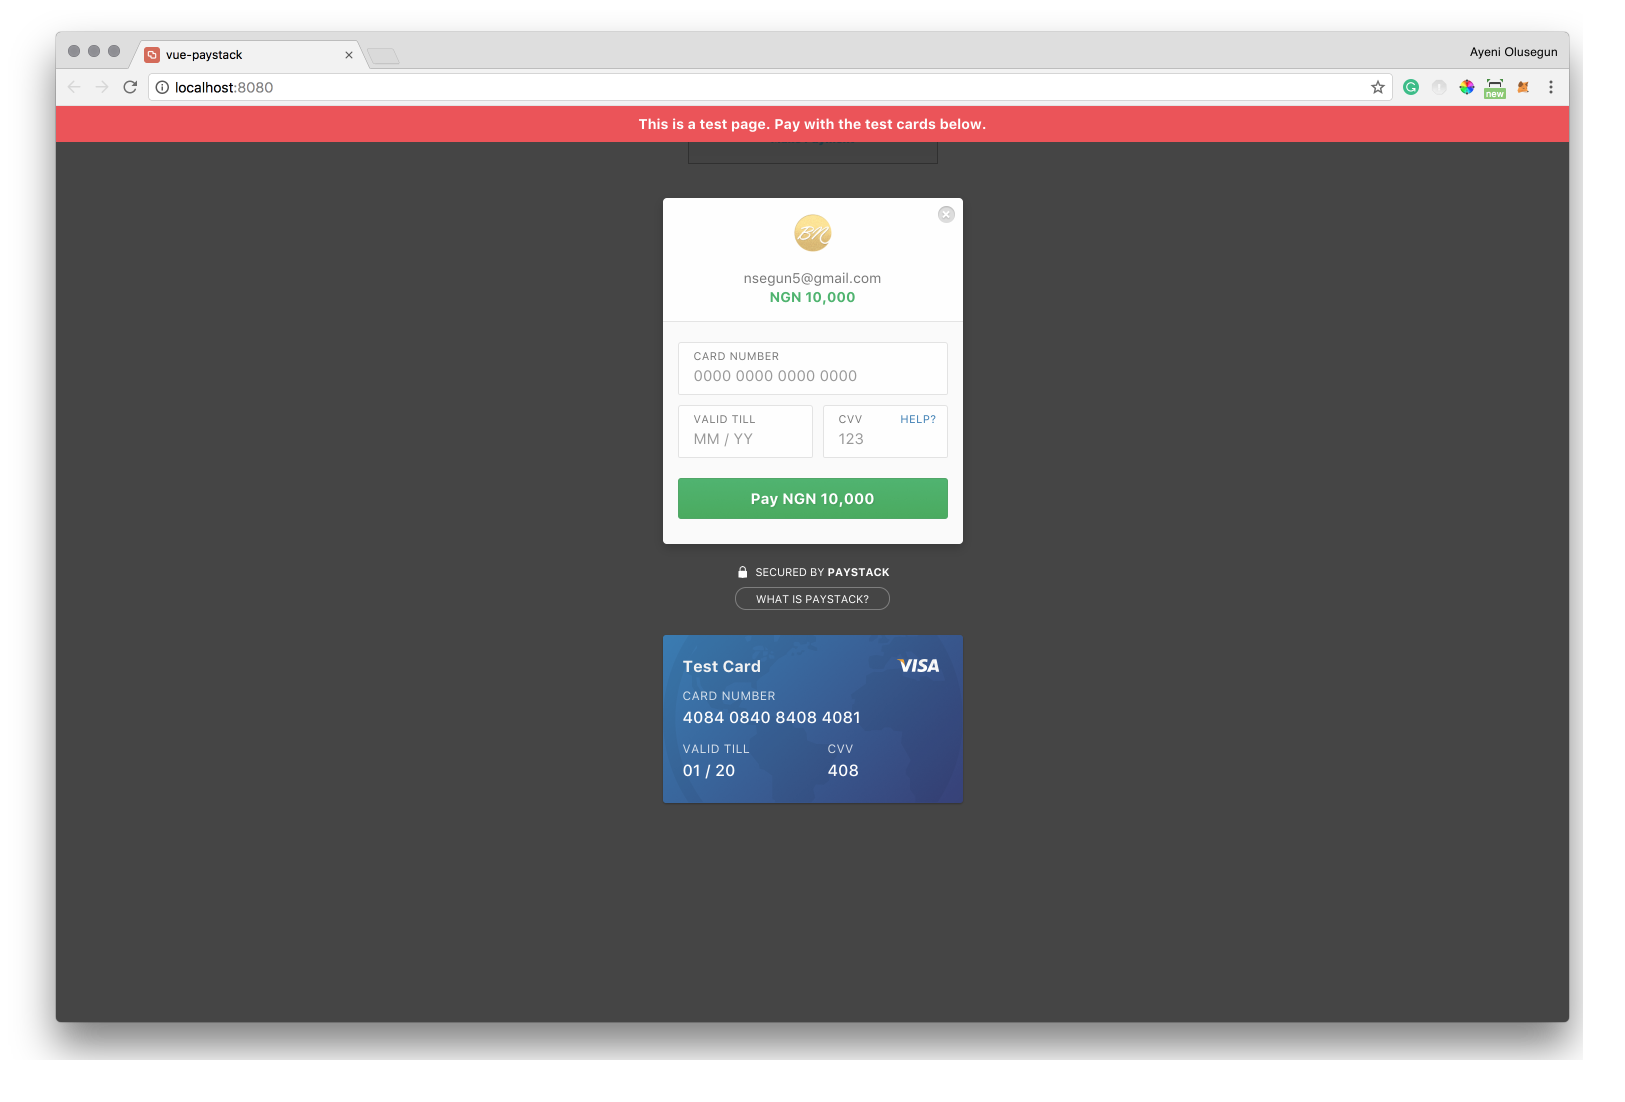 vue-paystack
Ayeni Olusegun
localhost:8080
new
This is a test page. Pay with the test cards below.
BN
nsegun5@gmail.com
NGN 10,000
CARD NUMBER
0000 0000 0000 0000
VALID TILL
MM / YY
CVV HELP?
123
Pay NGN 10,000
SECURED BY PAYSTACK
WHAT IS PAYSTACK?
Test Card VISA
CARD NUMBER
4084 0840 8408 4081
VALID TILL CVV
01 / 20 408